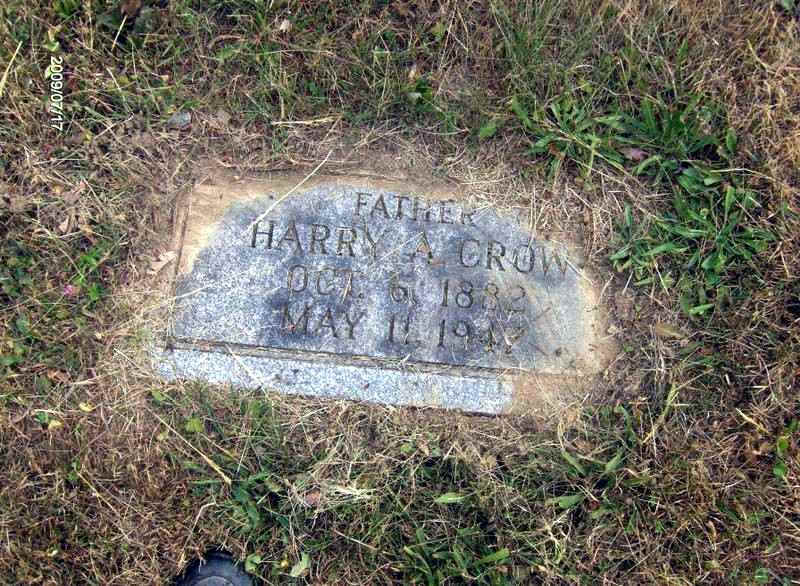 2009/07/17
FATHER
HARRY A. CROW
OCT. 6, 1882
MAY 11, 1947